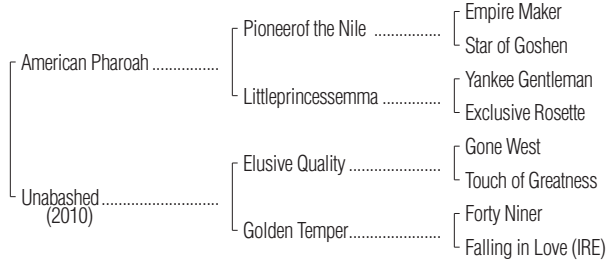 Empire Maker
Pioneerof the Nile ................
Star of Goshen
American Pharoah ................
Yankee Gentleman
Littleprincessemma ..............
Exclusive Rosette
Gone West
Elusive Quality ......................
Touch of Greatness
Unabashed ............................
(2010)
Forty Niner
Golden Temper ......................
Falling in Love (IRE)